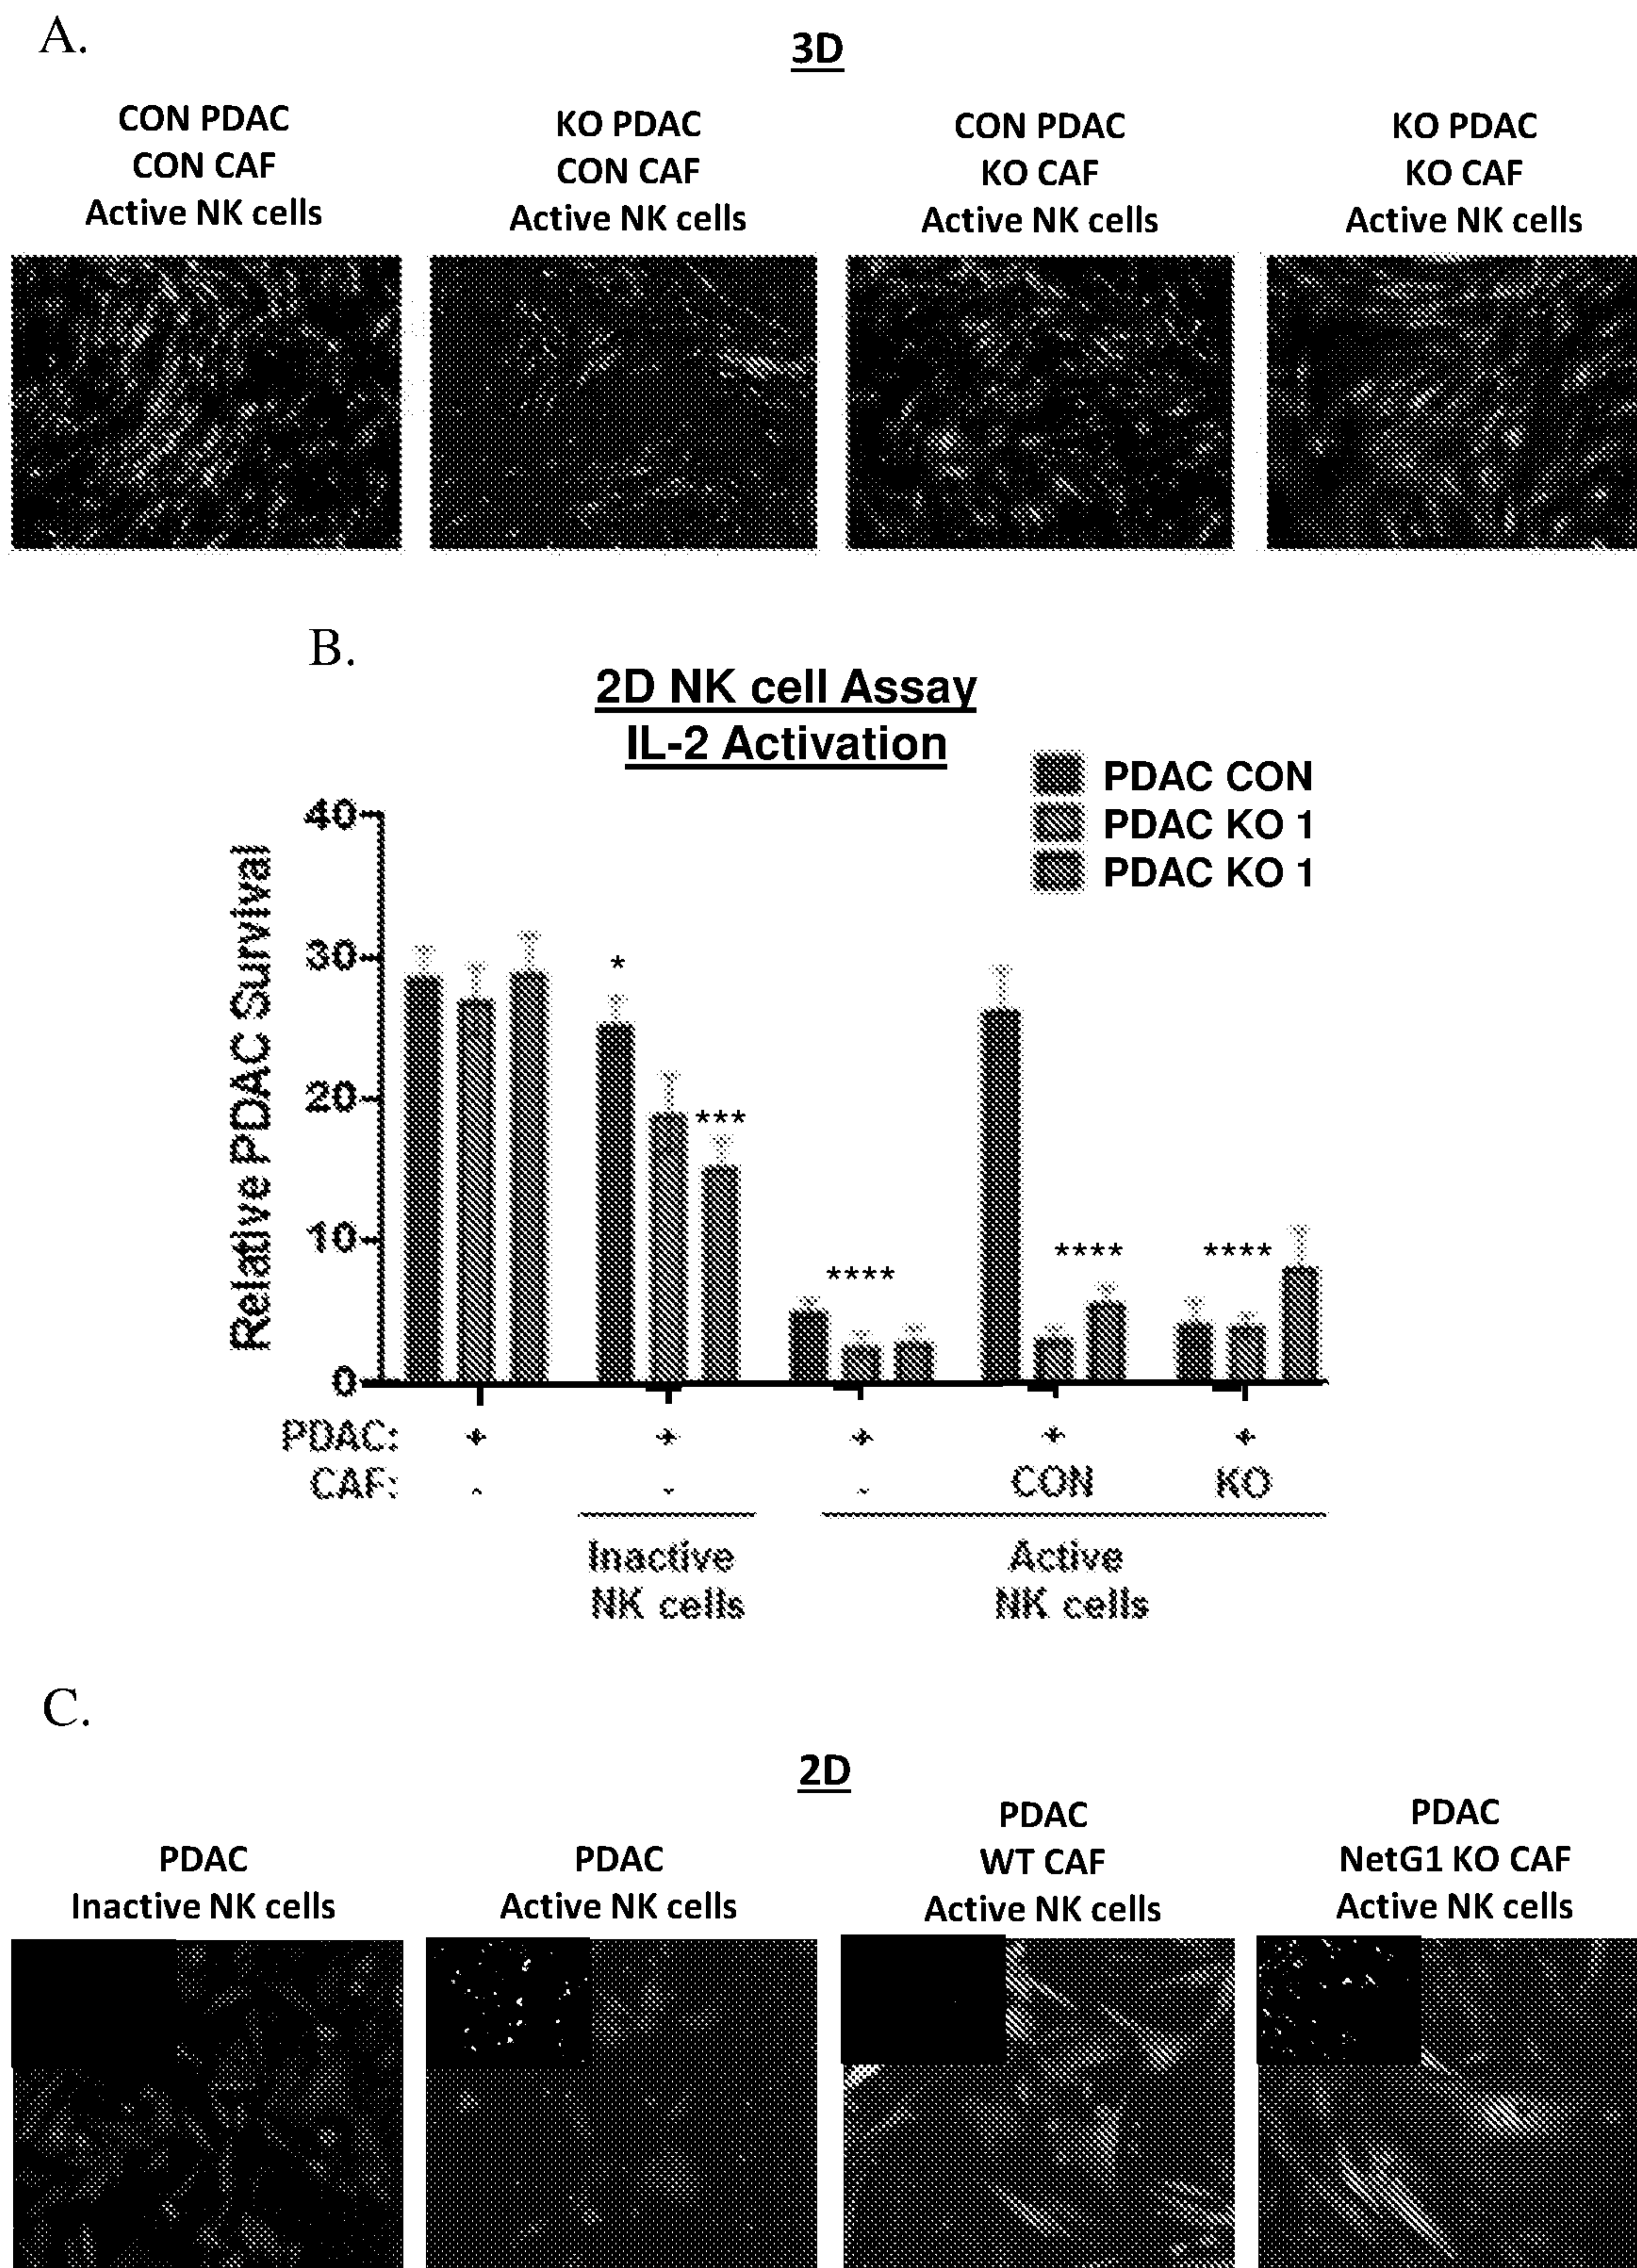 A.
3D
CON PDAC
CON CAF
Active NK cells
KO PDAC
CON CAF
Active NK cells
CON PDAC
KO CAF
Active NK cells
KO PDAC
KO CAF
Active NK cells
B.
2D NK cell Assay
IL-2 Activation
PDAC CON
PDAC KO 1
PDAC KO 1
Relative PDAC Survival
40
30
20
10
0
*
***
****
****
****
PDAC: + + + + +
CAF: - - - CON KO
Inactive
NK cells
Active
NK cells
C.
2D
PDAC
Inactive NK cells
PDAC
Active NK cells
PDAC
WT CAF
Active NK cells
PDAC
NetG1 KO CAF
Active NK cells